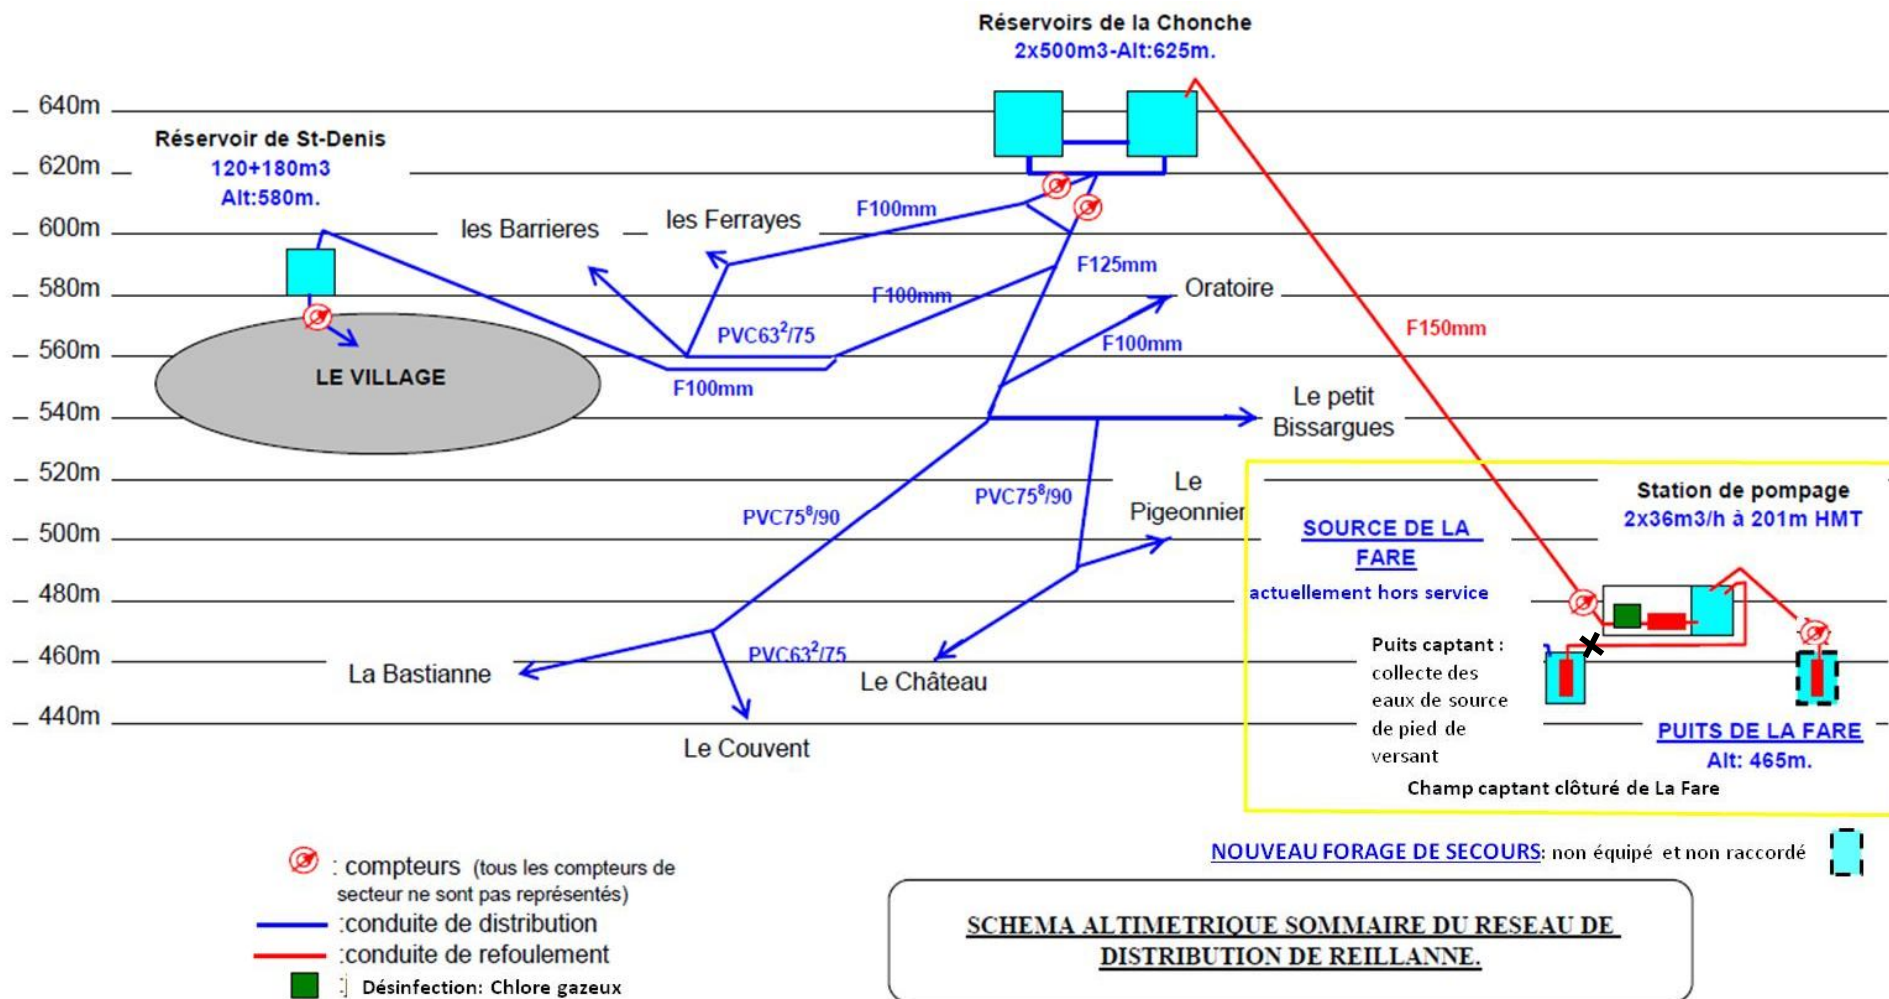 Réservoirs de la Chonche
2x500m3-Alt:625m.
640m
Réservoir de St-Denis
120+180m3
Alt:580m.
620m
les Barrieres
les Ferrayes
F100mm
600m
F125mm
580m
F100mm
Oratoire
F150mm
PVC63²/75
F100mm
560m
LE VILLAGE
F100mm
540m
Le petit
Bissargues
520m
PVC75⁸/90
PVC75⁸/90
Le
Pigeonnier
Station de pompage
2x36m3/h à 201m HMT
500m
SOURCE DE LA
FARE
actuellement hors service
480m
460m
PVC63²/75
La Bastianne
Le Château
Puits captant :
collecte des
eaux de source
de pied de
versant
440m
Le Couvent
PUITS DE LA FARE
Alt: 465m.
Champ captant clôturé de La Fare
NOUVEAU FORAGE DE SECOURS: non équipé et non raccordé
: compteurs (tous les compteurs de
secteur ne sont pas représentés)
:conduite de distribution
:conduite de refoulement
: Désinfection: Chlore gazeux
SCHEMA ALTIMETRIQUE SOMMAIRE DU RESEAU DE
DISTRIBUTION DE REILLANNE.